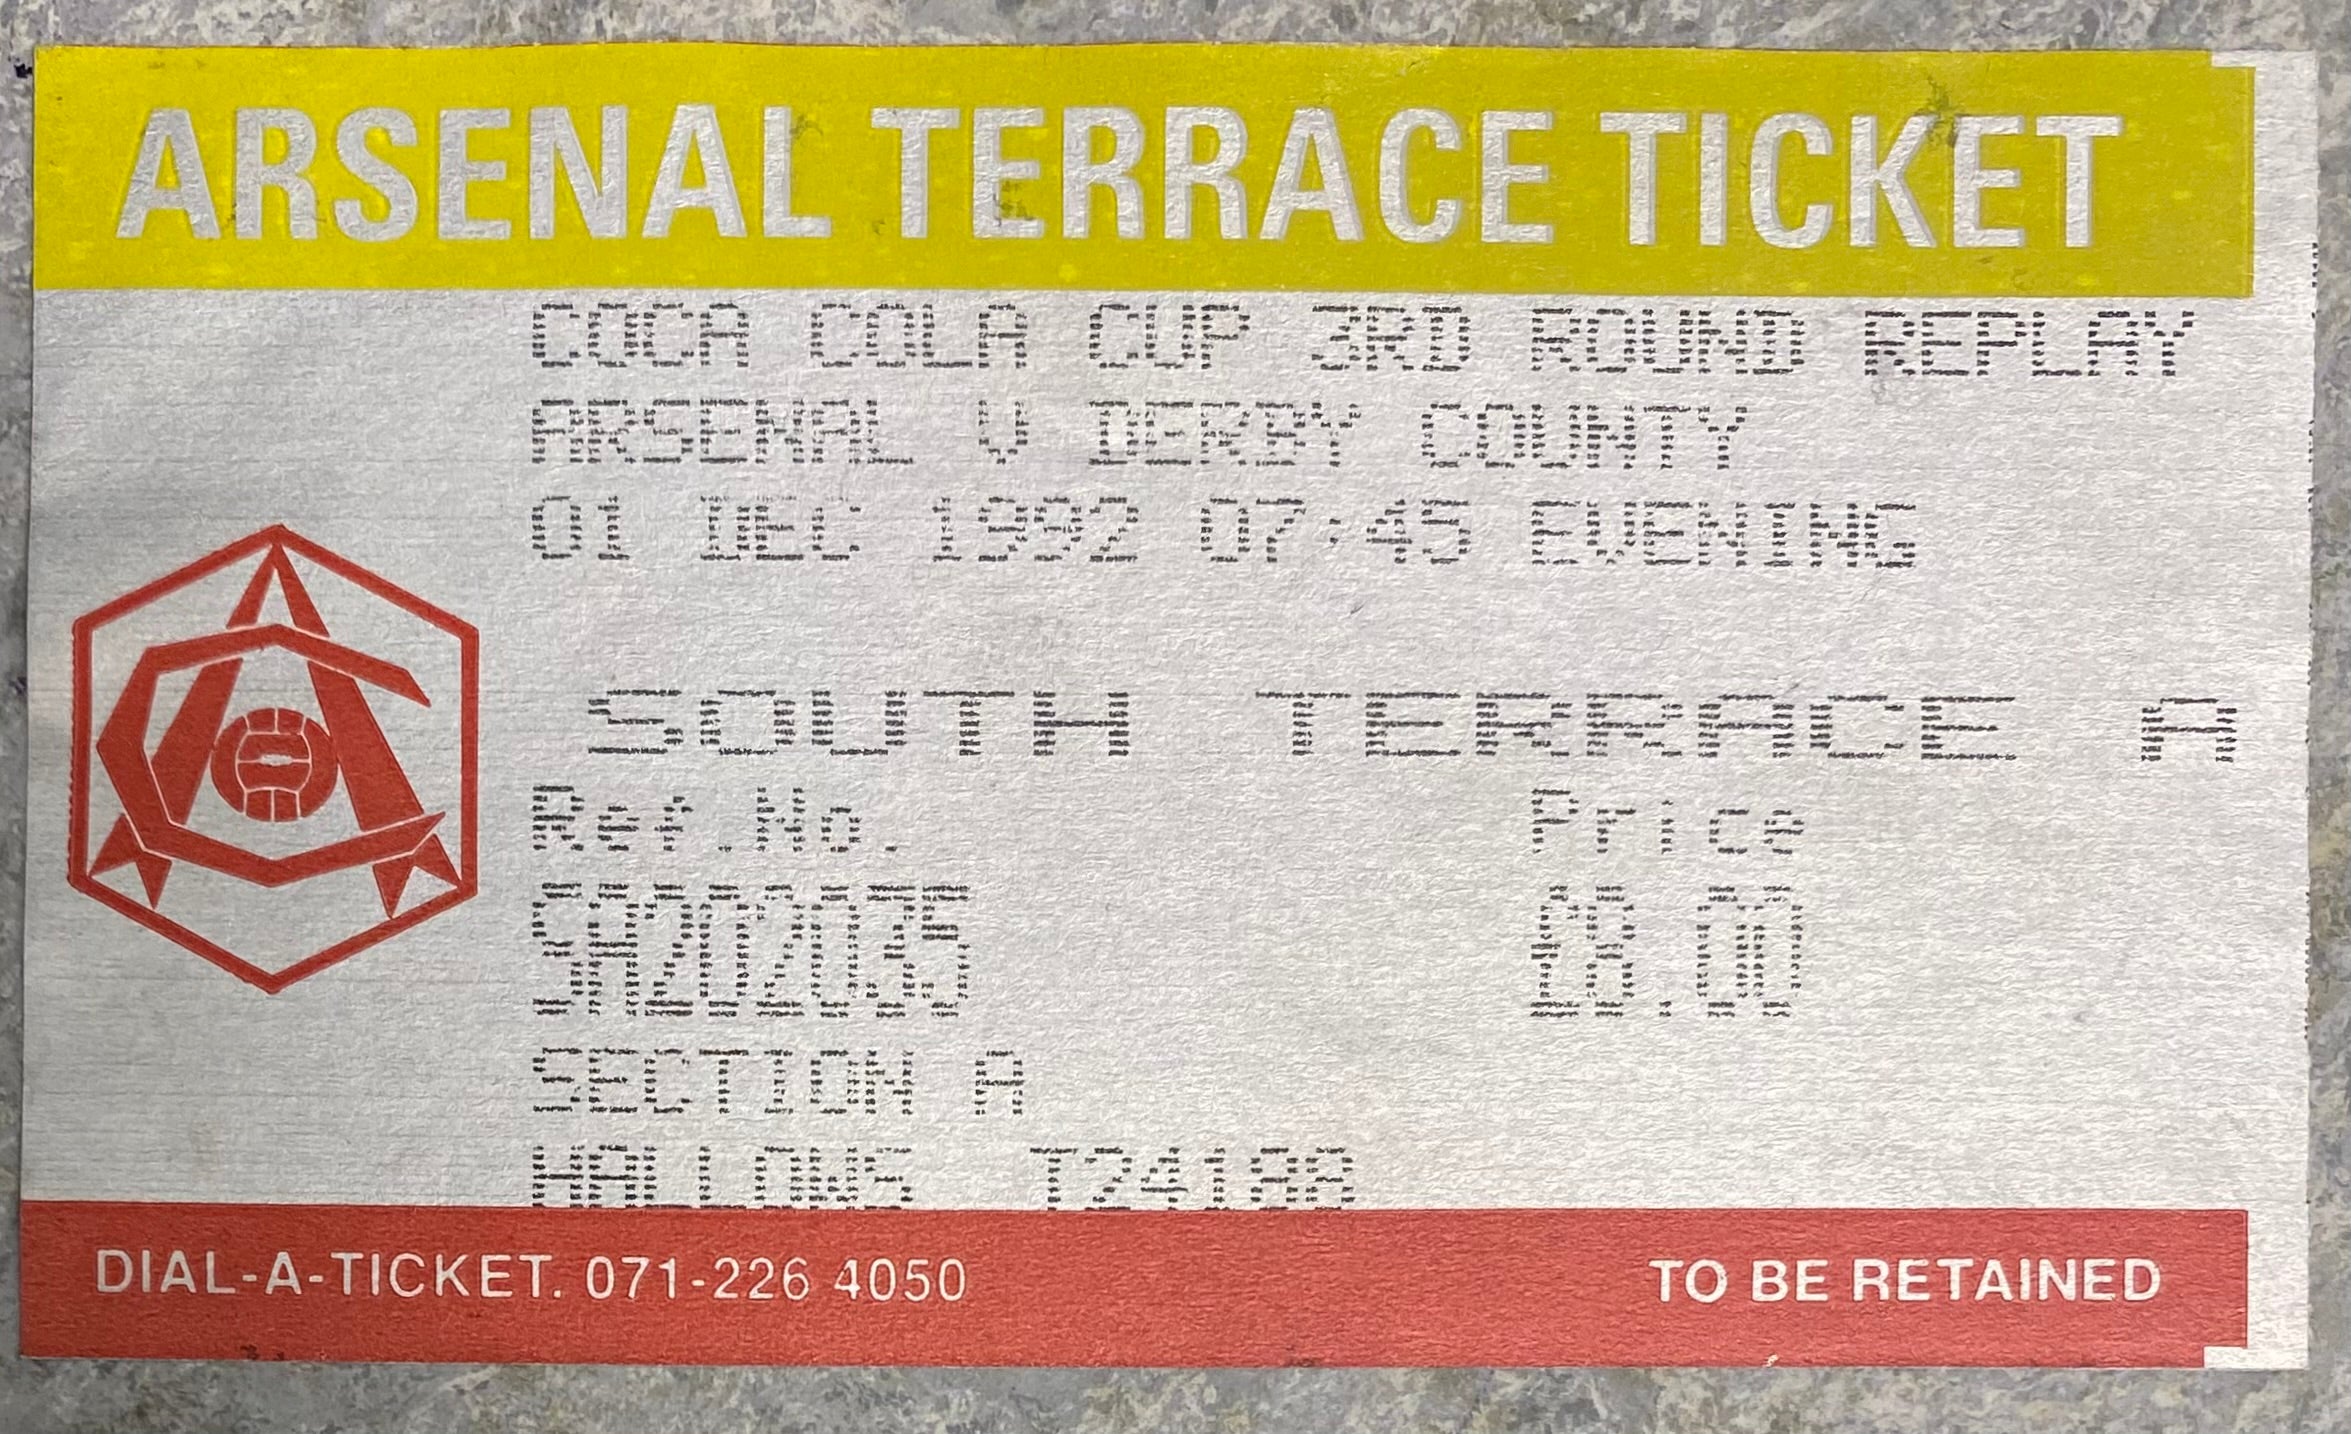 ARSENAL TERRACE TICKET
COCA COLA CUP 3RD ROUND REPLAY
ARSENAL V DERBY COUNTY
01 DEC 1992 07:45 EVENING
SOUTH TERRACE A
Ref.No. Price
SA202035 £8.00
SECTION A
T24188
DIAL-A-TICKET. 071-226 4050 TO BE RETAINED